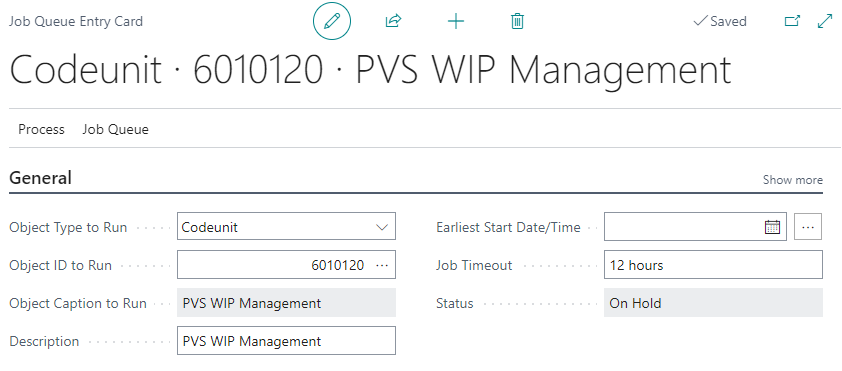 Job Queue Entry Card
Saved
Codeunit · 6010120 · PVS WIP Management
Process Job Queue
General Show more
Object Type to Run Codeunit Earliest Start Date/Time
Object ID to Run 6010120 Job Timeout 12 hours
Object Caption to Run PVS WIP Management Status On Hold
Description PVS WIP Management